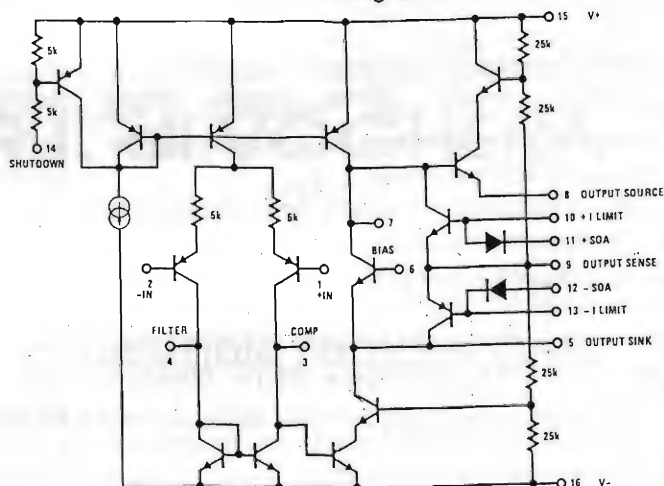 15 V+
5k
25k
5k
25k
14
SHUTDOWN
8 OUTPUT SOURCE
5k
5k
10 + I LIMIT
7
11 + SOA
BIAS
9 OUTPUT SENSE
2
-IN
1
+IN
6
12 - SOA
13 - I LIMIT
FILTER
COMP
4
3
5 OUTPUT SINK
25k
25k
16 V-